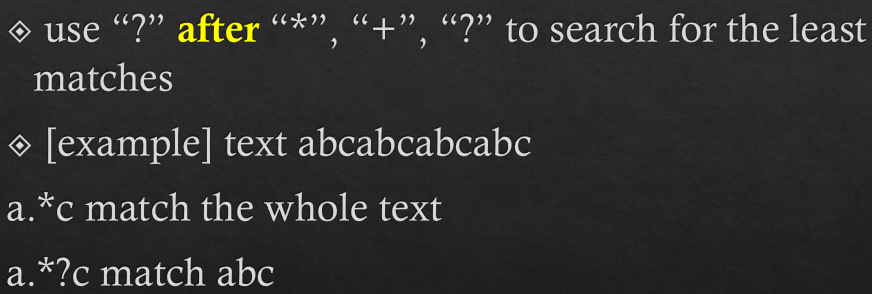 ◈ use “?” after “*”, “+”, “?” to search for the least
matches
◈ [example] text abcabcabcabc
a.*c match the whole text
a.*?c match abc